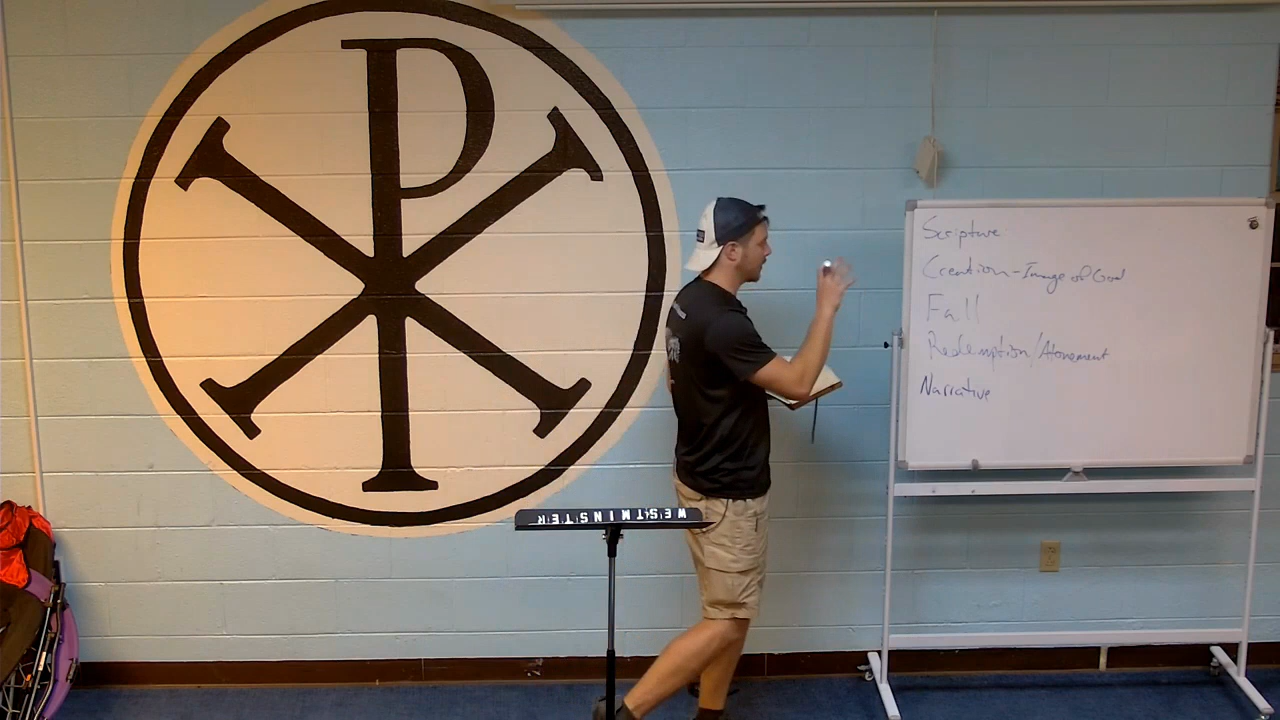 Scripture
Creation - Image of God
Fall
Redemption/Atonement
Narrative
WESTMINSTER